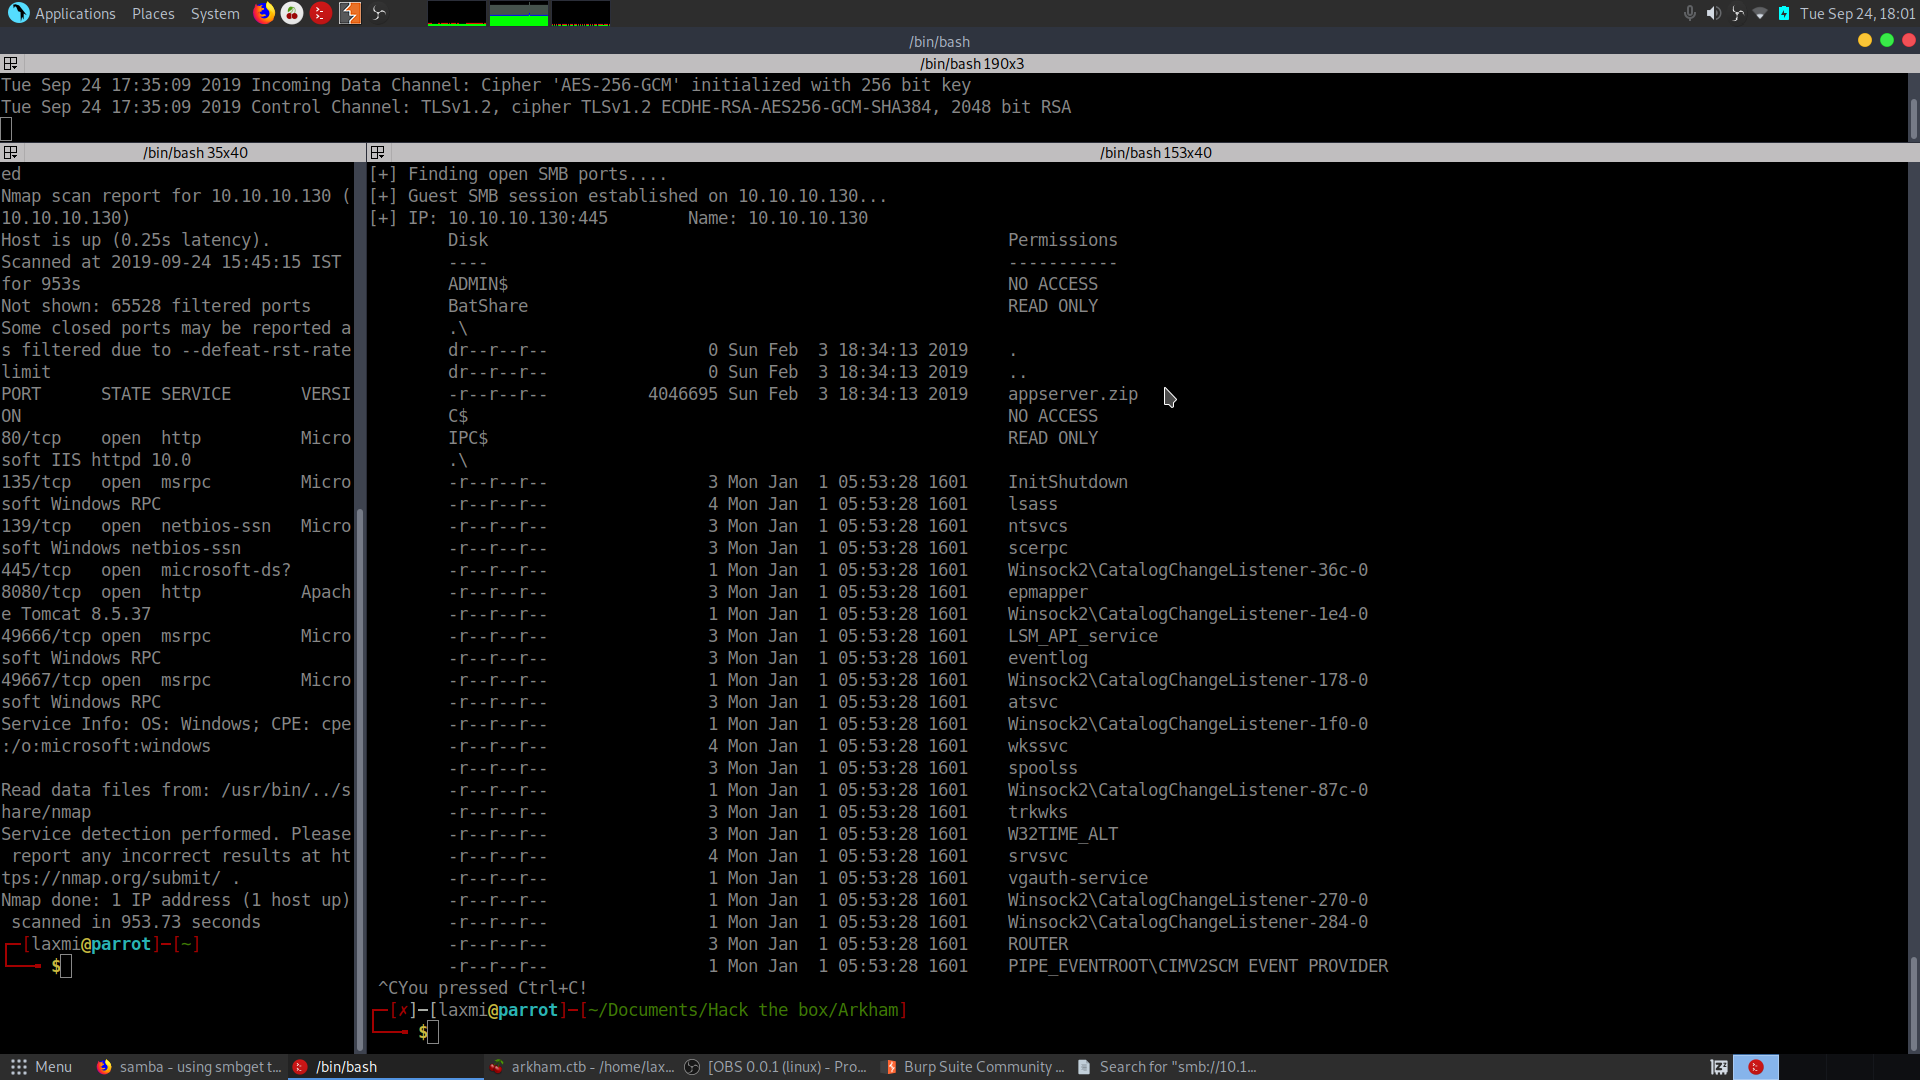 Applications Places System Tue Sep 24, 18:01
/bin/bash
/bin/bash 190x3
Tue Sep 24 17:35:09 2019 Incoming Data Channel: Cipher 'AES-256-GCM' initialized with 256 bit key
Tue Sep 24 17:35:09 2019 Control Channel: TLSv1.2, cipher TLSv1.2 ECDHE-RSA-AES256-GCM-SHA384, 2048 bit RSA
/bin/bash 35x40
ed
Nmap scan report for 10.10.10.130 (
10.10.10.130)
Host is up (0.25s latency).
Scanned at 2019-09-24 15:45:15 IST
for 953s
Not shown: 65528 filtered ports
Some closed ports may be reported a
s filtered due to --defeat-rst-rate
limit
PORT      STATE SERVICE       VERSI
ON
80/tcp    open  http          Micro
soft IIS httpd 10.0
135/tcp   open  msrpc         Micro
soft Windows RPC
139/tcp   open  netbios-ssn   Micro
soft Windows netbios-ssn
445/tcp   open  microsoft-ds?
8080/tcp  open  http          Apach
e Tomcat 8.5.37
49666/tcp open  msrpc         Micro
soft Windows RPC
49667/tcp open  msrpc         Micro
soft Windows RPC
Service Info: OS: Windows; CPE: cpe
:/o:microsoft:windows
Read data files from: /usr/bin/../s
hare/nmap
Service detection performed. Please
 report any incorrect results at ht
tps://nmap.org/submit/ .
Nmap done: 1 IP address (1 host up)
 scanned in 953.73 seconds
[laxmi@parrot]-[~]
$
/bin/bash 153x40
[+] Finding open SMB ports....
[+] Guest SMB session established on 10.10.10.130...
[+] IP: 10.10.10.130:445        Name: 10.10.10.130
Disk Permissions
---- -----------
ADMIN$ NO ACCESS
BatShare READ ONLY
.\
dr--r--r-- 0 Sun Feb  3 18:34:13 2019 .
dr--r--r-- 0 Sun Feb  3 18:34:13 2019 ..
-r--r--r-- 4046695 Sun Feb  3 18:34:13 2019 appserver.zip
C$ NO ACCESS
IPC$ READ ONLY
.\
-r--r--r-- 3 Mon Jan  1 05:53:28 1601 InitShutdown
-r--r--r-- 4 Mon Jan  1 05:53:28 1601 lsass
-r--r--r-- 3 Mon Jan  1 05:53:28 1601 ntsvcs
-r--r--r-- 3 Mon Jan  1 05:53:28 1601 scerpc
-r--r--r-- 1 Mon Jan  1 05:53:28 1601 Winsock2\CatalogChangeListener-36c-0
-r--r--r-- 3 Mon Jan  1 05:53:28 1601 epmapper
-r--r--r-- 1 Mon Jan  1 05:53:28 1601 Winsock2\CatalogChangeListener-1e4-0
-r--r--r-- 3 Mon Jan  1 05:53:28 1601 LSM_API_service
-r--r--r-- 3 Mon Jan  1 05:53:28 1601 eventlog
-r--r--r-- 1 Mon Jan  1 05:53:28 1601 Winsock2\CatalogChangeListener-178-0
-r--r--r-- 3 Mon Jan  1 05:53:28 1601 atsvc
-r--r--r-- 1 Mon Jan  1 05:53:28 1601 Winsock2\CatalogChangeListener-1f0-0
-r--r--r-- 4 Mon Jan  1 05:53:28 1601 wkssvc
-r--r--r-- 3 Mon Jan  1 05:53:28 1601 spoolss
-r--r--r-- 1 Mon Jan  1 05:53:28 1601 Winsock2\CatalogChangeListener-87c-0
-r--r--r-- 3 Mon Jan  1 05:53:28 1601 trkwks
-r--r--r-- 3 Mon Jan  1 05:53:28 1601 W32TIME_ALT
-r--r--r-- 4 Mon Jan  1 05:53:28 1601 srvsvc
-r--r--r-- 1 Mon Jan  1 05:53:28 1601 vgauth-service
-r--r--r-- 1 Mon Jan  1 05:53:28 1601 Winsock2\CatalogChangeListener-270-0
-r--r--r-- 1 Mon Jan  1 05:53:28 1601 Winsock2\CatalogChangeListener-284-0
-r--r--r-- 3 Mon Jan  1 05:53:28 1601 ROUTER
-r--r--r-- 1 Mon Jan  1 05:53:28 1601 PIPE_EVENTROOT\CIMV2SCM EVENT PROVIDER
^CYou pressed Ctrl+C!
[✗]-[laxmi@parrot]-[~/Documents/Hack the box/Arkham]
$
Menu samba - using smbget t... /bin/bash arkham.ctb - /home/lax... [OBS 0.0.1 (linux) - Pro... Burp Suite Community ... Search for "smb://10.1...